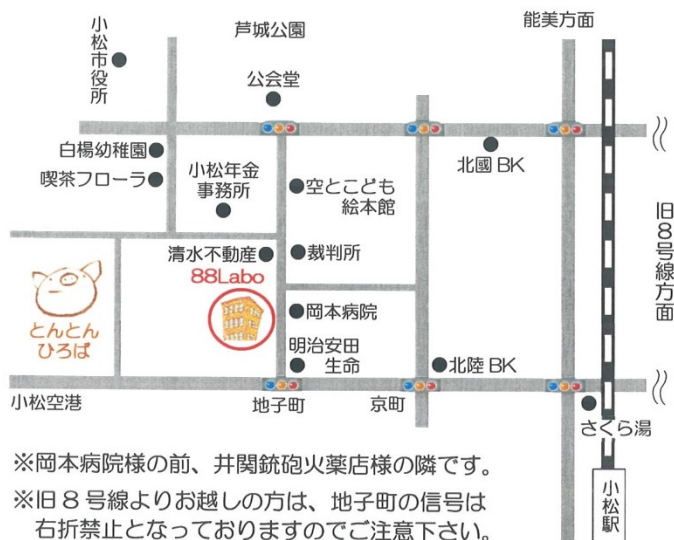 能美方面
小松市役所
芦城公園
公会堂
白楊幼稚園
喫茶フローラ
小松年金
事務所
空とこども
絵本館
北國 BK
旧8号線方面
清水不動産
裁判所
88Labo
とんとん
ひろば
岡本病院
明治安田
生命
北陸 BK
小松空港
地子町
京町
さくら湯
小松駅
※岡本病院様の前、井関銃砲火薬店様の隣です。
※旧8号線よりお越しの方は、地子町の信号は
右折禁止となっておりますのでご注意下さい。